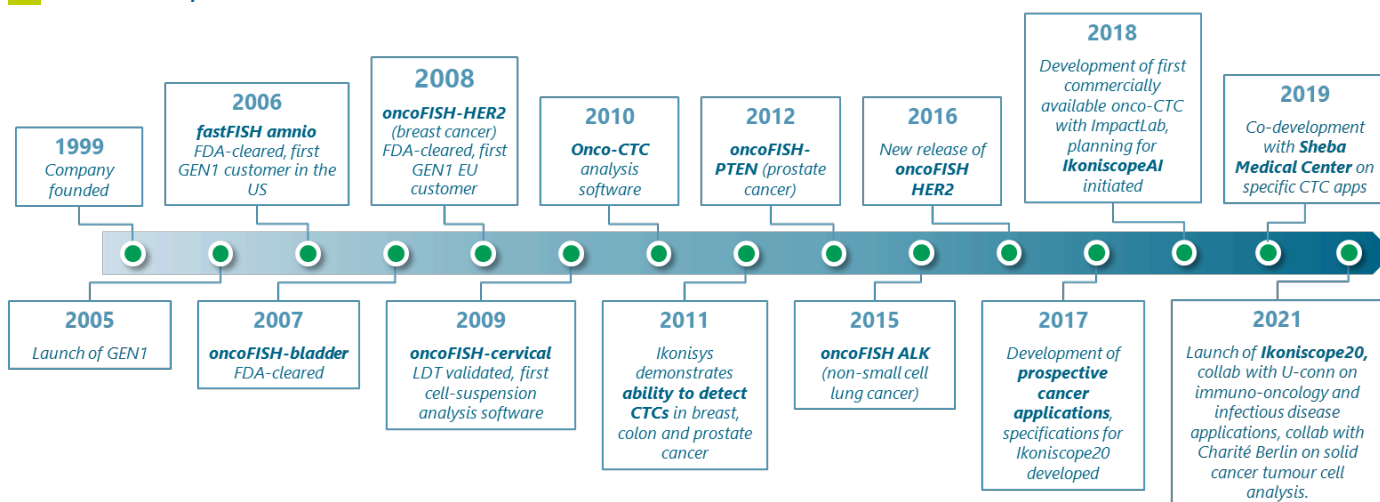 1999
Company
founded
2005
Launch of GEN1
2006
fastFISH amnio
FDA-cleared, first
GEN1 customer in the
US
2007
oncoFISH-bladder
FDA-cleared
2008
oncoFISH-HER2
(breast cancer)
FDA-cleared, first
GEN1 EU
customer
2009
oncoFISH-cervical
LDT validated, first
cell-suspension
analysis software
2010
Onco-CTC
analysis
software
2011
Ikonisys
demonstrates
ability to detect
CTCs in breast,
colon and prostate
cancer
2012
oncoFISH-
PTEN (prostate
cancer)
2015
oncoFISH ALK
(non-small cell
lung cancer)
2016
New release of
oncoFISH
HER2
2017
Development of
prospective
cancer
applications,
specifications for
Ikoniscope20
developed
2018
Development of first
commercially
available onco-CTC
with ImpactLab,
planning for
IkoniscopeAI
initiated
2019
Co-development
with Sheba
Medical Center on
specific CTC apps
2021
Launch of Ikoniscope20,
collab with U-conn on
immuno-oncology and
infectious disease
applications, collab with
Charité Berlin on solid
cancer tumour cell
analysis.